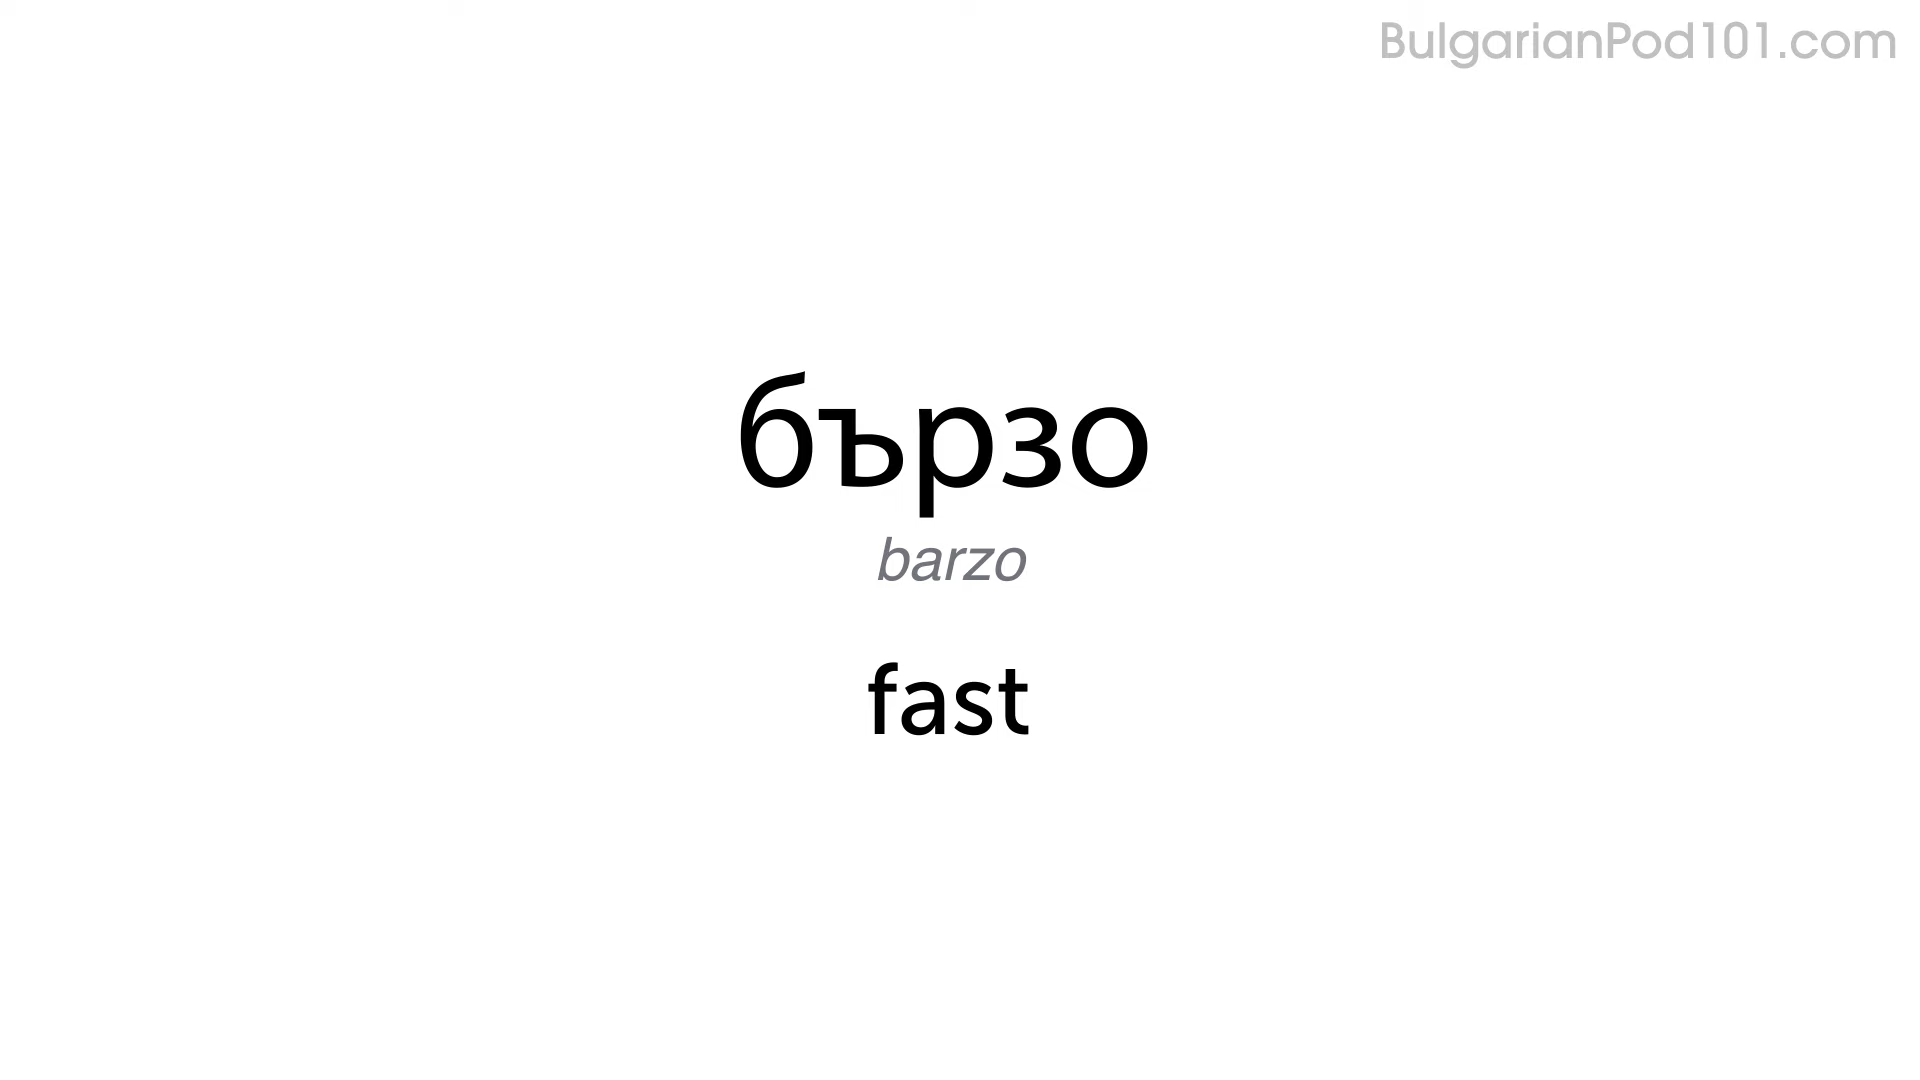 BulgarianPod101.com
бързо
barzo
fast